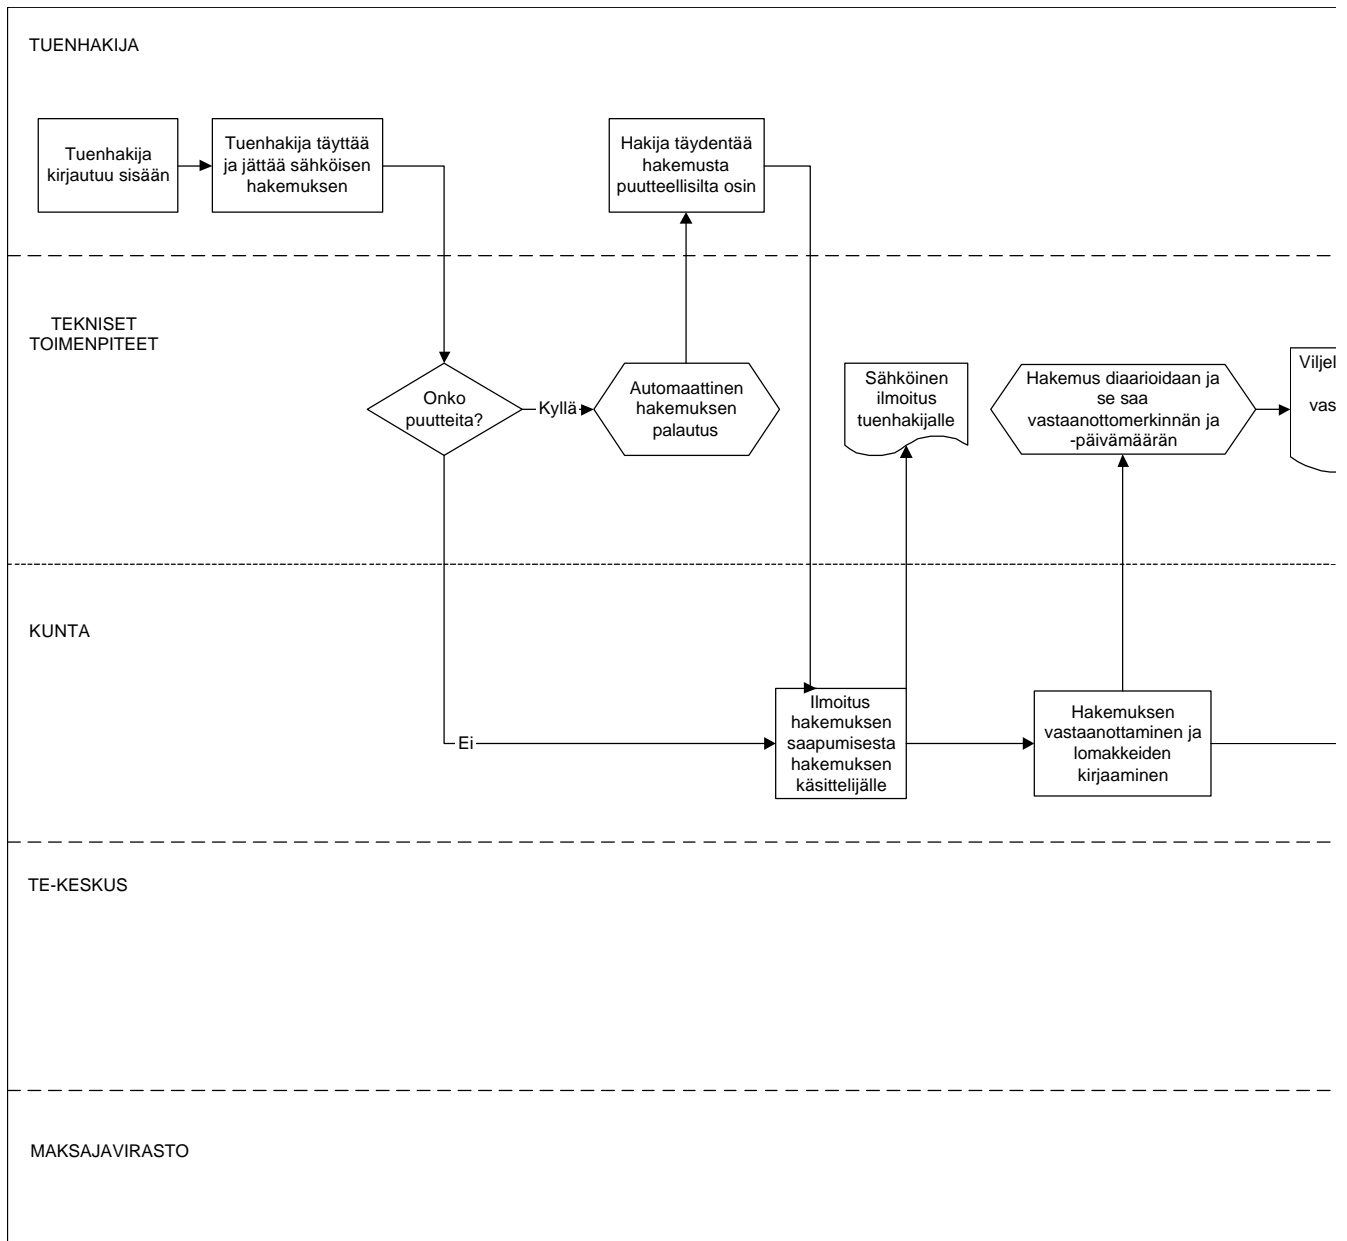 TUENHAKIJA
Tuenhakija
kirjautuu sisään
Tuenhakija täyttää
ja jättää sähköisen
hakemuksen
Hakija täydentää
hakemusta
puutteellisilta osin
TEKNISET
TOIMENPITEET
Onko
puutteita?
Kyllä
Automaattinen
hakemuksen
palautus
Sähköinen
ilmoitus
tuenhakijalle
Hakemus diaarioidaan ja
se saa
vastaanottomerkinnän ja
-päivämäärän
KUNTA
Ei
Ilmoitus
hakemuksen
saapumisesta
hakemuksen
käsittelijälle
Hakemuksen
vastaanottaminen ja
lomakkeiden
kirjaaminen
TE-KESKUS
MAKSAJAVIRASTO